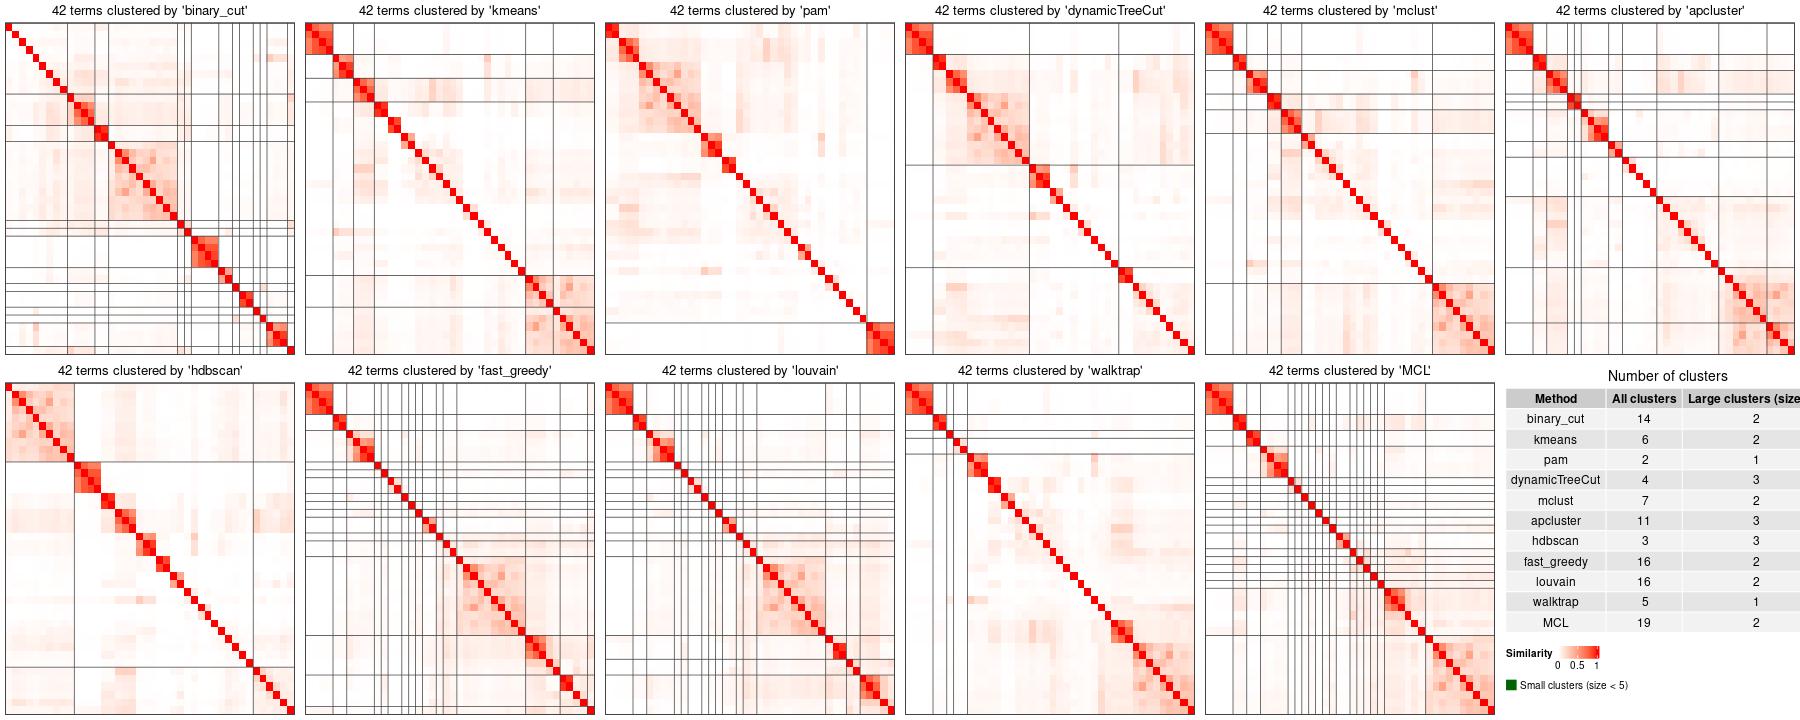 42 terms clustered by 'binary_cut'
42 terms clustered by 'kmeans'
42 terms clustered by 'pam'
42 terms clustered by 'dynamicTreeCut'
42 terms clustered by 'mclust'
42 terms clustered by 'apcluster'
42 terms clustered by 'hdbscan'
42 terms clustered by 'fast_greedy'
42 terms clustered by 'louvain'
42 terms clustered by 'walktrap'
42 terms clustered by 'MCL'
Number of clusters
Method All clusters Large clusters (size
binary_cut 14 2
kmeans 6 2
pam 2 1
dynamicTreeCut 4 3
mclust 7 2
apcluster 11 3
hdbscan 3 3
fast_greedy 16 2
louvain 16 2
walktrap 5 1
MCL 19 2
Similarity
0 0.5 1
Small clusters (size < 5)